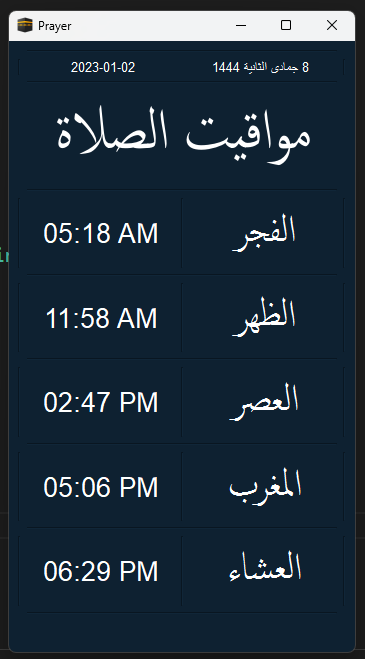 Prayer
8 جمادى الثانية 1444 2023-01-02
مواقيت الصلاة
الفجر 05:18 AM
الظهر 11:58 AM
العصر 02:47 PM
المغرب 05:06 PM
العشاء 06:29 PM